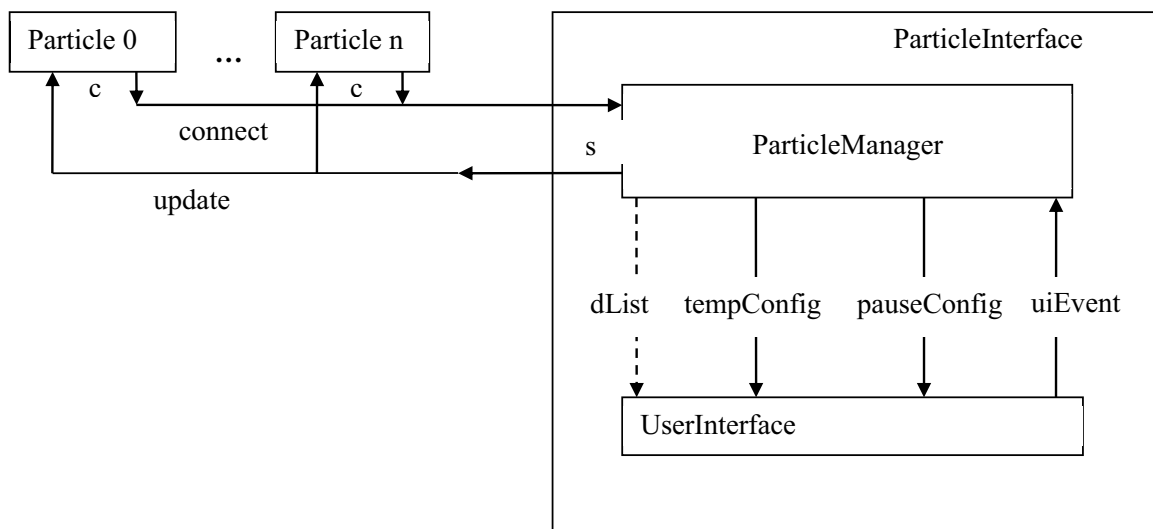 Particle 0
...
Particle n
ParticleInterface
c
c
connect
ParticleManager
s
update
dList
tempConfig
pauseConfig
uiEvent
UserInterface